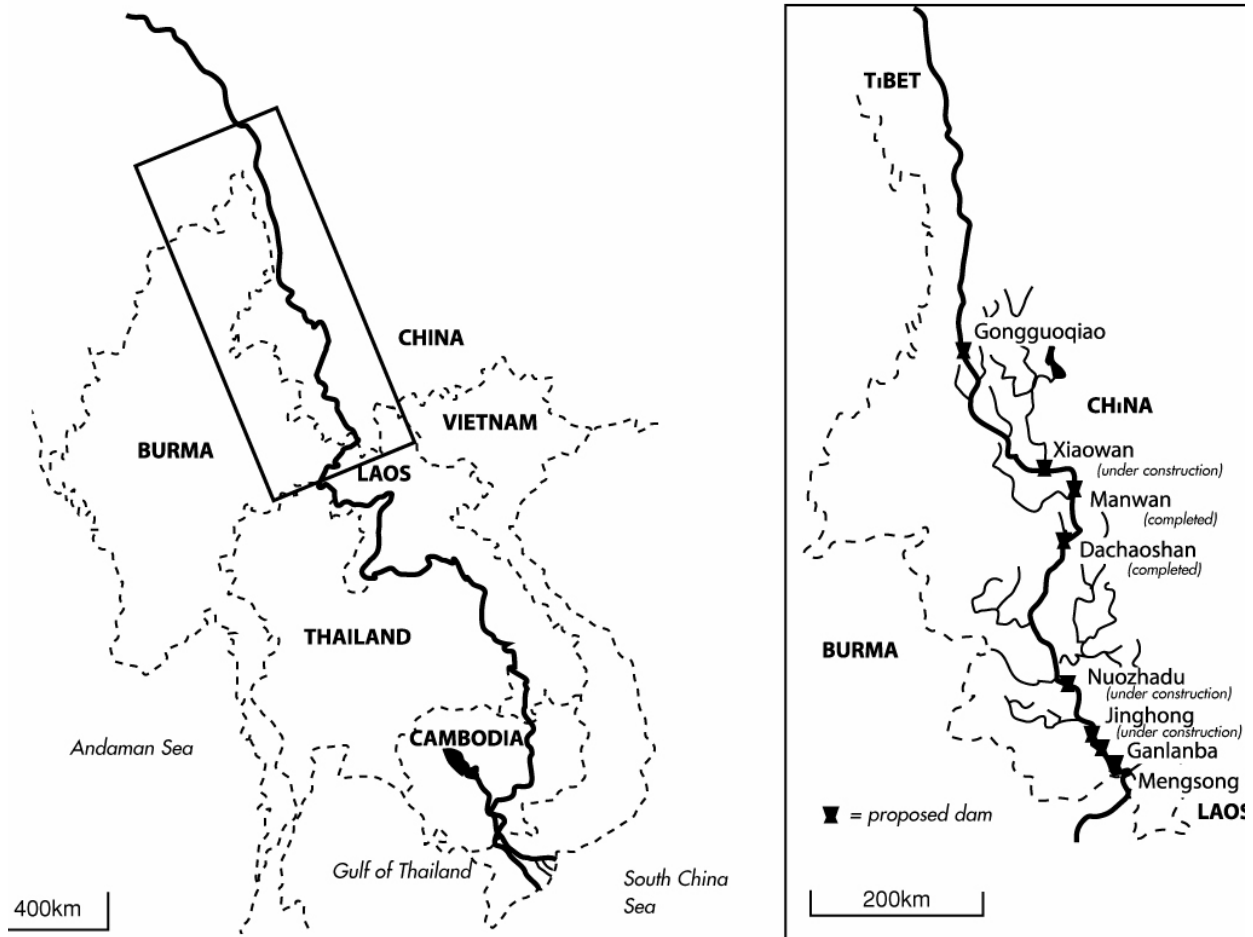 CHINA
VIETNAM
BURMA
LAOS
THAILAND
CAMBODIA
Andaman Sea
Gulf of Thailand
South China
Sea
400km
TIBET
Gongguoqiao
CHINA
Xiaowan
(under construction)
Manwan
(completed)
Dachaoshan
(completed)
BURMA
Nuozhadu
(under construction)
Jinghong
(under construction)
Ganlanba
Mengsong
LAOS
= proposed dam
200km